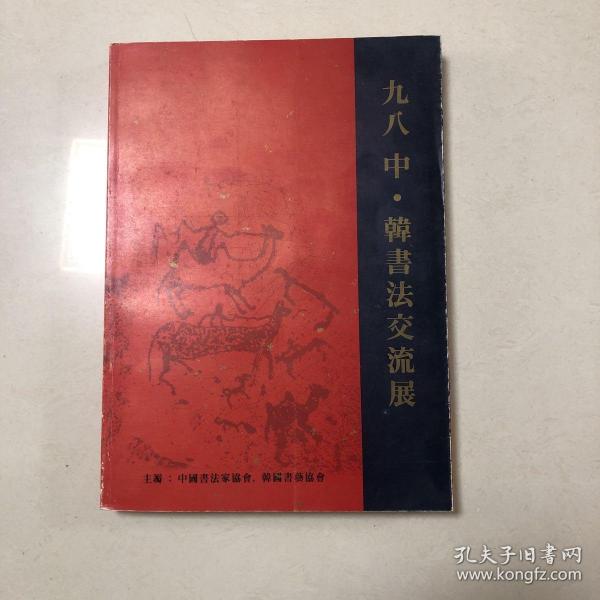 九八中·韓書法交流展
主辦：中國書法家協會、韓國書藝協會
孔夫子旧书网
www.kongfz.com